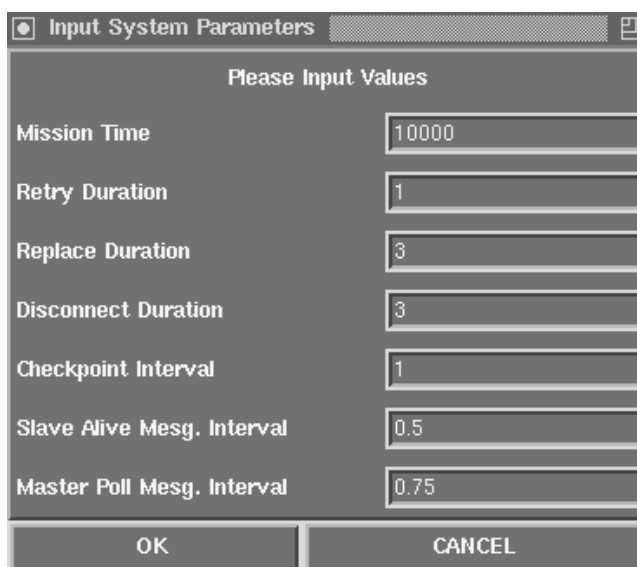 Input System Parameters
Please Input Values
Mission Time 10000
Retry Duration 1
Replace Duration 3
Disconnect Duration 3
Checkpoint Interval 1
Slave Alive Mesg. Interval 0.5
Master Poll Mesg. Interval 0.75
OK CANCEL